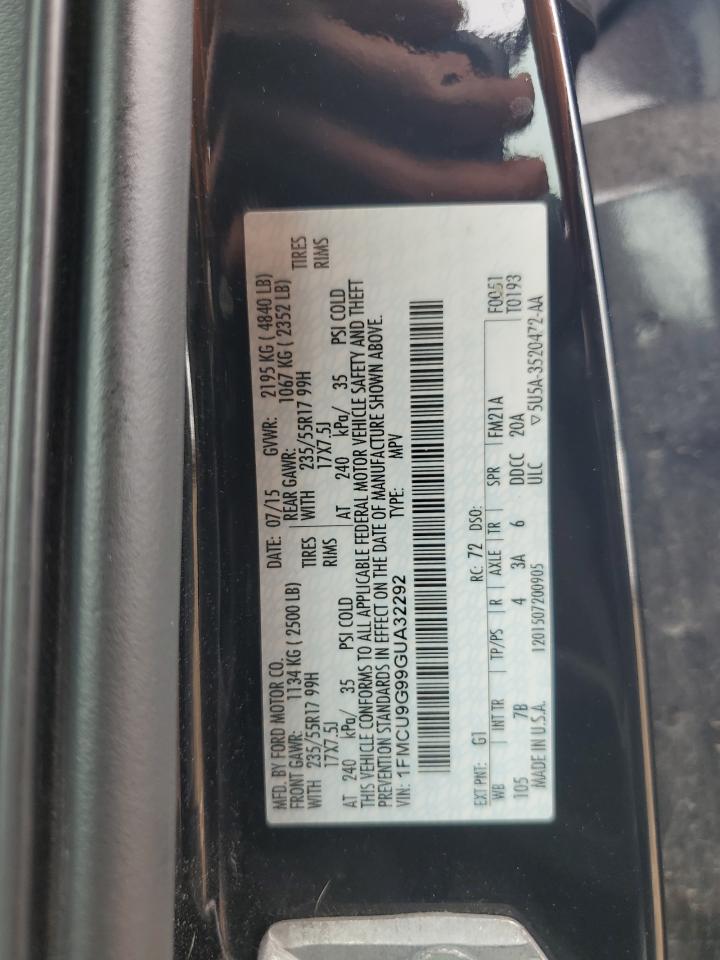 MFD. BY FORD MOTOR CO. DATE: 07/15 GVWR: 2195 KG ( 4840 LB)
FRONT GAWR: 1134 KG ( 2500 LB) REAR GAWR: 1067 KG ( 2352 LB)
WITH 235/55R17 99H TIRES WITH 235/55R17 99H TIRES
17X7.5J RIMS 17X7.5J RIMS
AT 240 kPa/ 35 PSI COLD AT 240 kPa/ 35 PSI COLD
THIS VEHICLE CONFORMS TO ALL APPLICABLE FEDERAL MOTOR VEHICLE SAFETY AND THEFT
PREVENTION STANDARDS IN EFFECT ON THE DATE OF MANUFACTURE SHOWN ABOVE.
VIN: 1FMCU9G99GUA32292 TYPE: MPV
F0051
T0193
EXT PNT: G1 RC: 72 DSO:
WB INT TR TP/PS R AXLE TR SPR FM21A
105 7B 4 3A 6 DDCC 20A
MADE IN U.S.A. 1201507200905 ULC ▽5U5A-3520472-AA